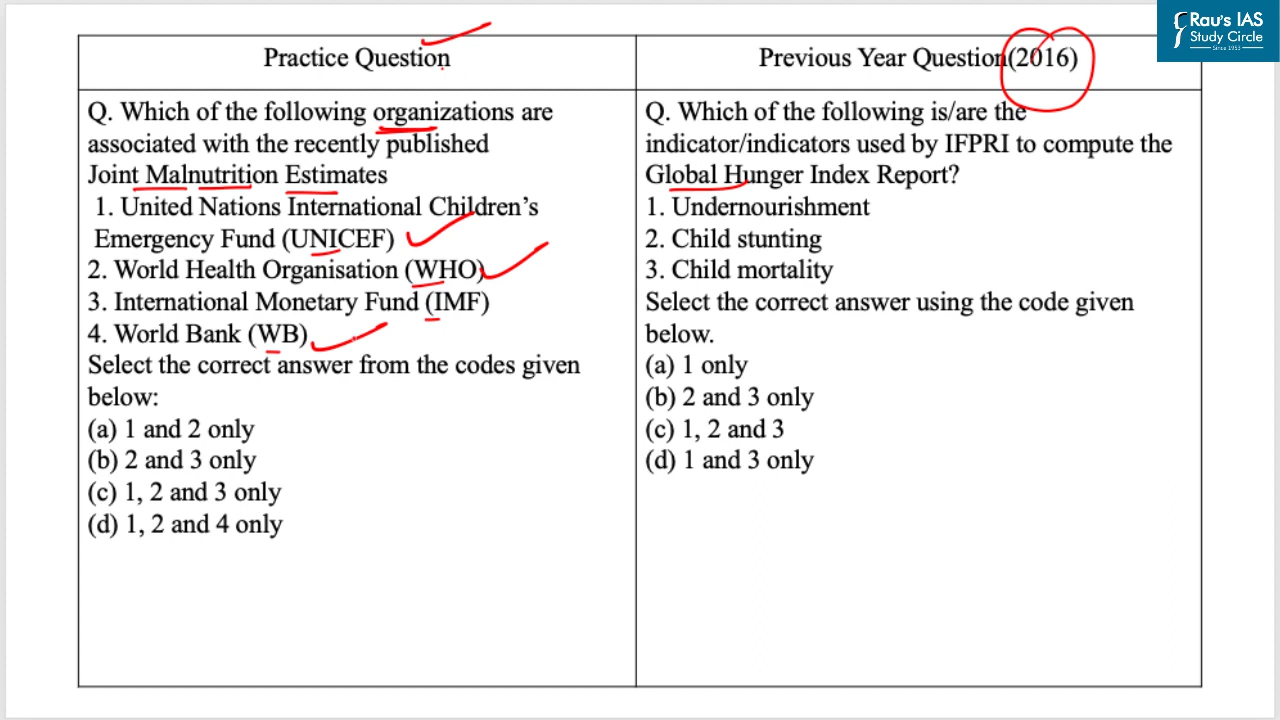 Rau's IAS
Study Circle
Since 1953
Practice Question
Q. Which of the following organizations are
associated with the recently published
Joint Malnutrition Estimates
1. United Nations International Children's
Emergency Fund (UNICEF)
2. World Health Organisation (WHO)
3. International Monetary Fund (IMF)
4. World Bank (WB)
Select the correct answer from the codes given
below:
(a) 1 and 2 only
(b) 2 and 3 only
(c) 1, 2 and 3 only
(d) 1, 2 and 4 only
Previous Year Question(2016)
Q. Which of the following is/are the
indicator/indicators used by IFPRI to compute the
Global Hunger Index Report?
1. Undernourishment
2. Child stunting
3. Child mortality
Select the correct answer using the code given
below.
(a) 1 only
(b) 2 and 3 only
(c) 1, 2 and 3
(d) 1 and 3 only